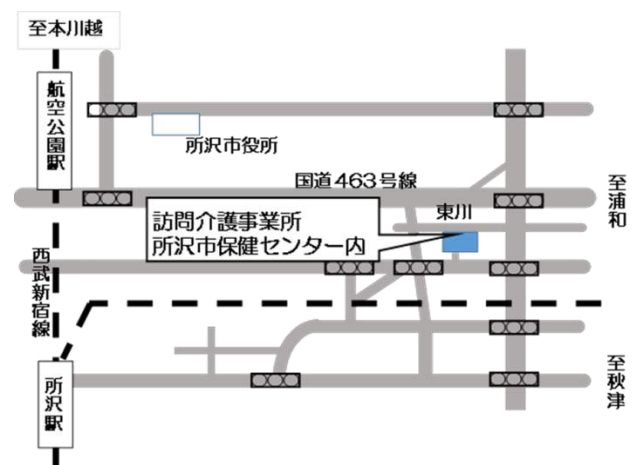 至本川越
航空公園駅
所沢市役所
国道463号線
至浦和
訪問介護事業所
所沢市保健センター内
東川
西武新宿線
所沢駅
至秋津